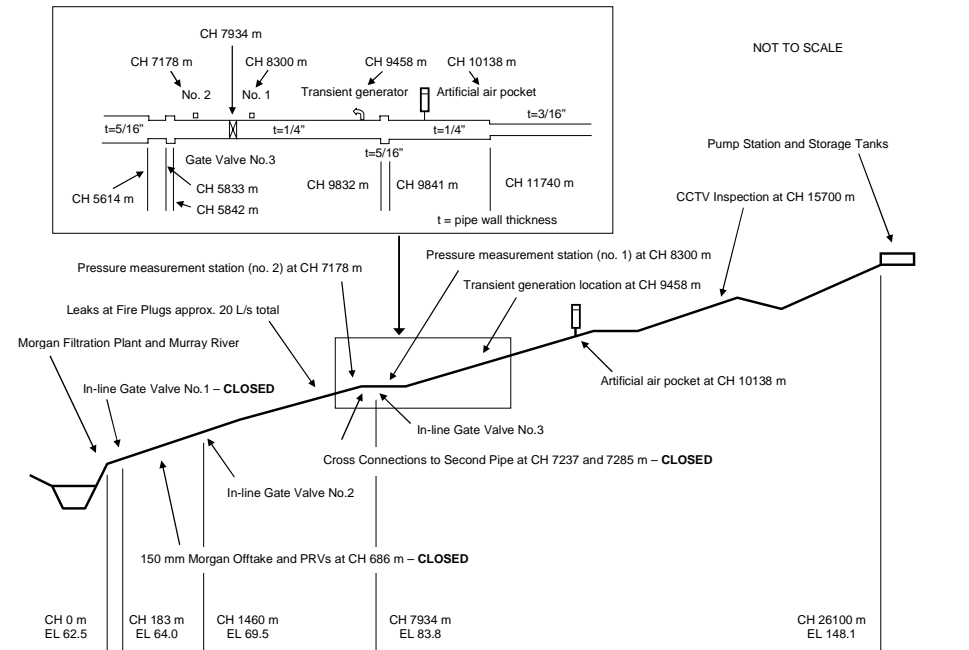 CH 7934 m
NOT TO SCALE
CH 7178 m
CH 8300 m
CH 9458 m
CH 10138 m
No. 2
No. 1
Transient generator
Artificial air pocket
t=3/16”
t=5/16”
t=1/4”
t=1/4”
t=5/16”
Gate Valve No.3
CH 5614 m
CH 5833 m
CH 5842 m
CH 9832 m
CH 9841 m
CH 11740 m
t = pipe wall thickness
Pump Station and Storage Tanks
CCTV Inspection at CH 15700 m
Pressure measurement station (no. 1) at CH 8300 m
Pressure measurement station (no. 2) at CH 7178 m
Transient generation location at CH 9458 m
Leaks at Fire Plugs approx. 20 L/s total
Morgan Filtration Plant and Murray River
In-line Gate Valve No.1 – CLOSED
Artificial air pocket at CH 10138 m
In-line Gate Valve No.3
Cross Connections to Second Pipe at CH 7237 and 7285 m – CLOSED
In-line Gate Valve No.2
150 mm Morgan Offtake and PRVs at CH 686 m – CLOSED
CH 0 m
EL 62.5
CH 183 m
EL 64.0
CH 1460 m
EL 69.5
CH 7934 m
EL 83.8
CH 26100 m
EL 148.1